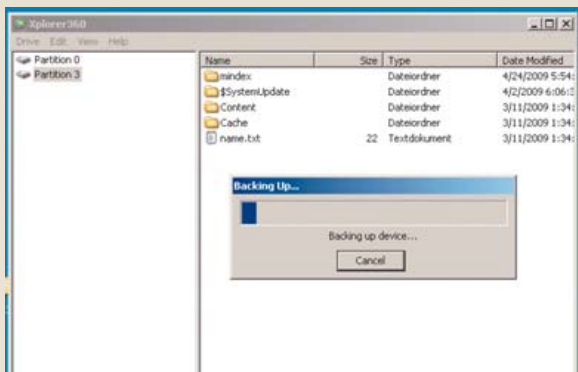 Xplorer360
Drive Edit View Help
Partition 0
Partition 3
Name Size Type Date Modified
mindex Dateiordner 4/24/2009 5:54:
$SystemUpdate Dateiordner 4/2/2009 6:06:3
Content Dateiordner 3/11/2009 1:34:
Cache Dateiordner 3/11/2009 1:34:
name.txt 22 Textdokument 3/11/2009 1:34:
Backing Up...
Backing up device...
Cancel